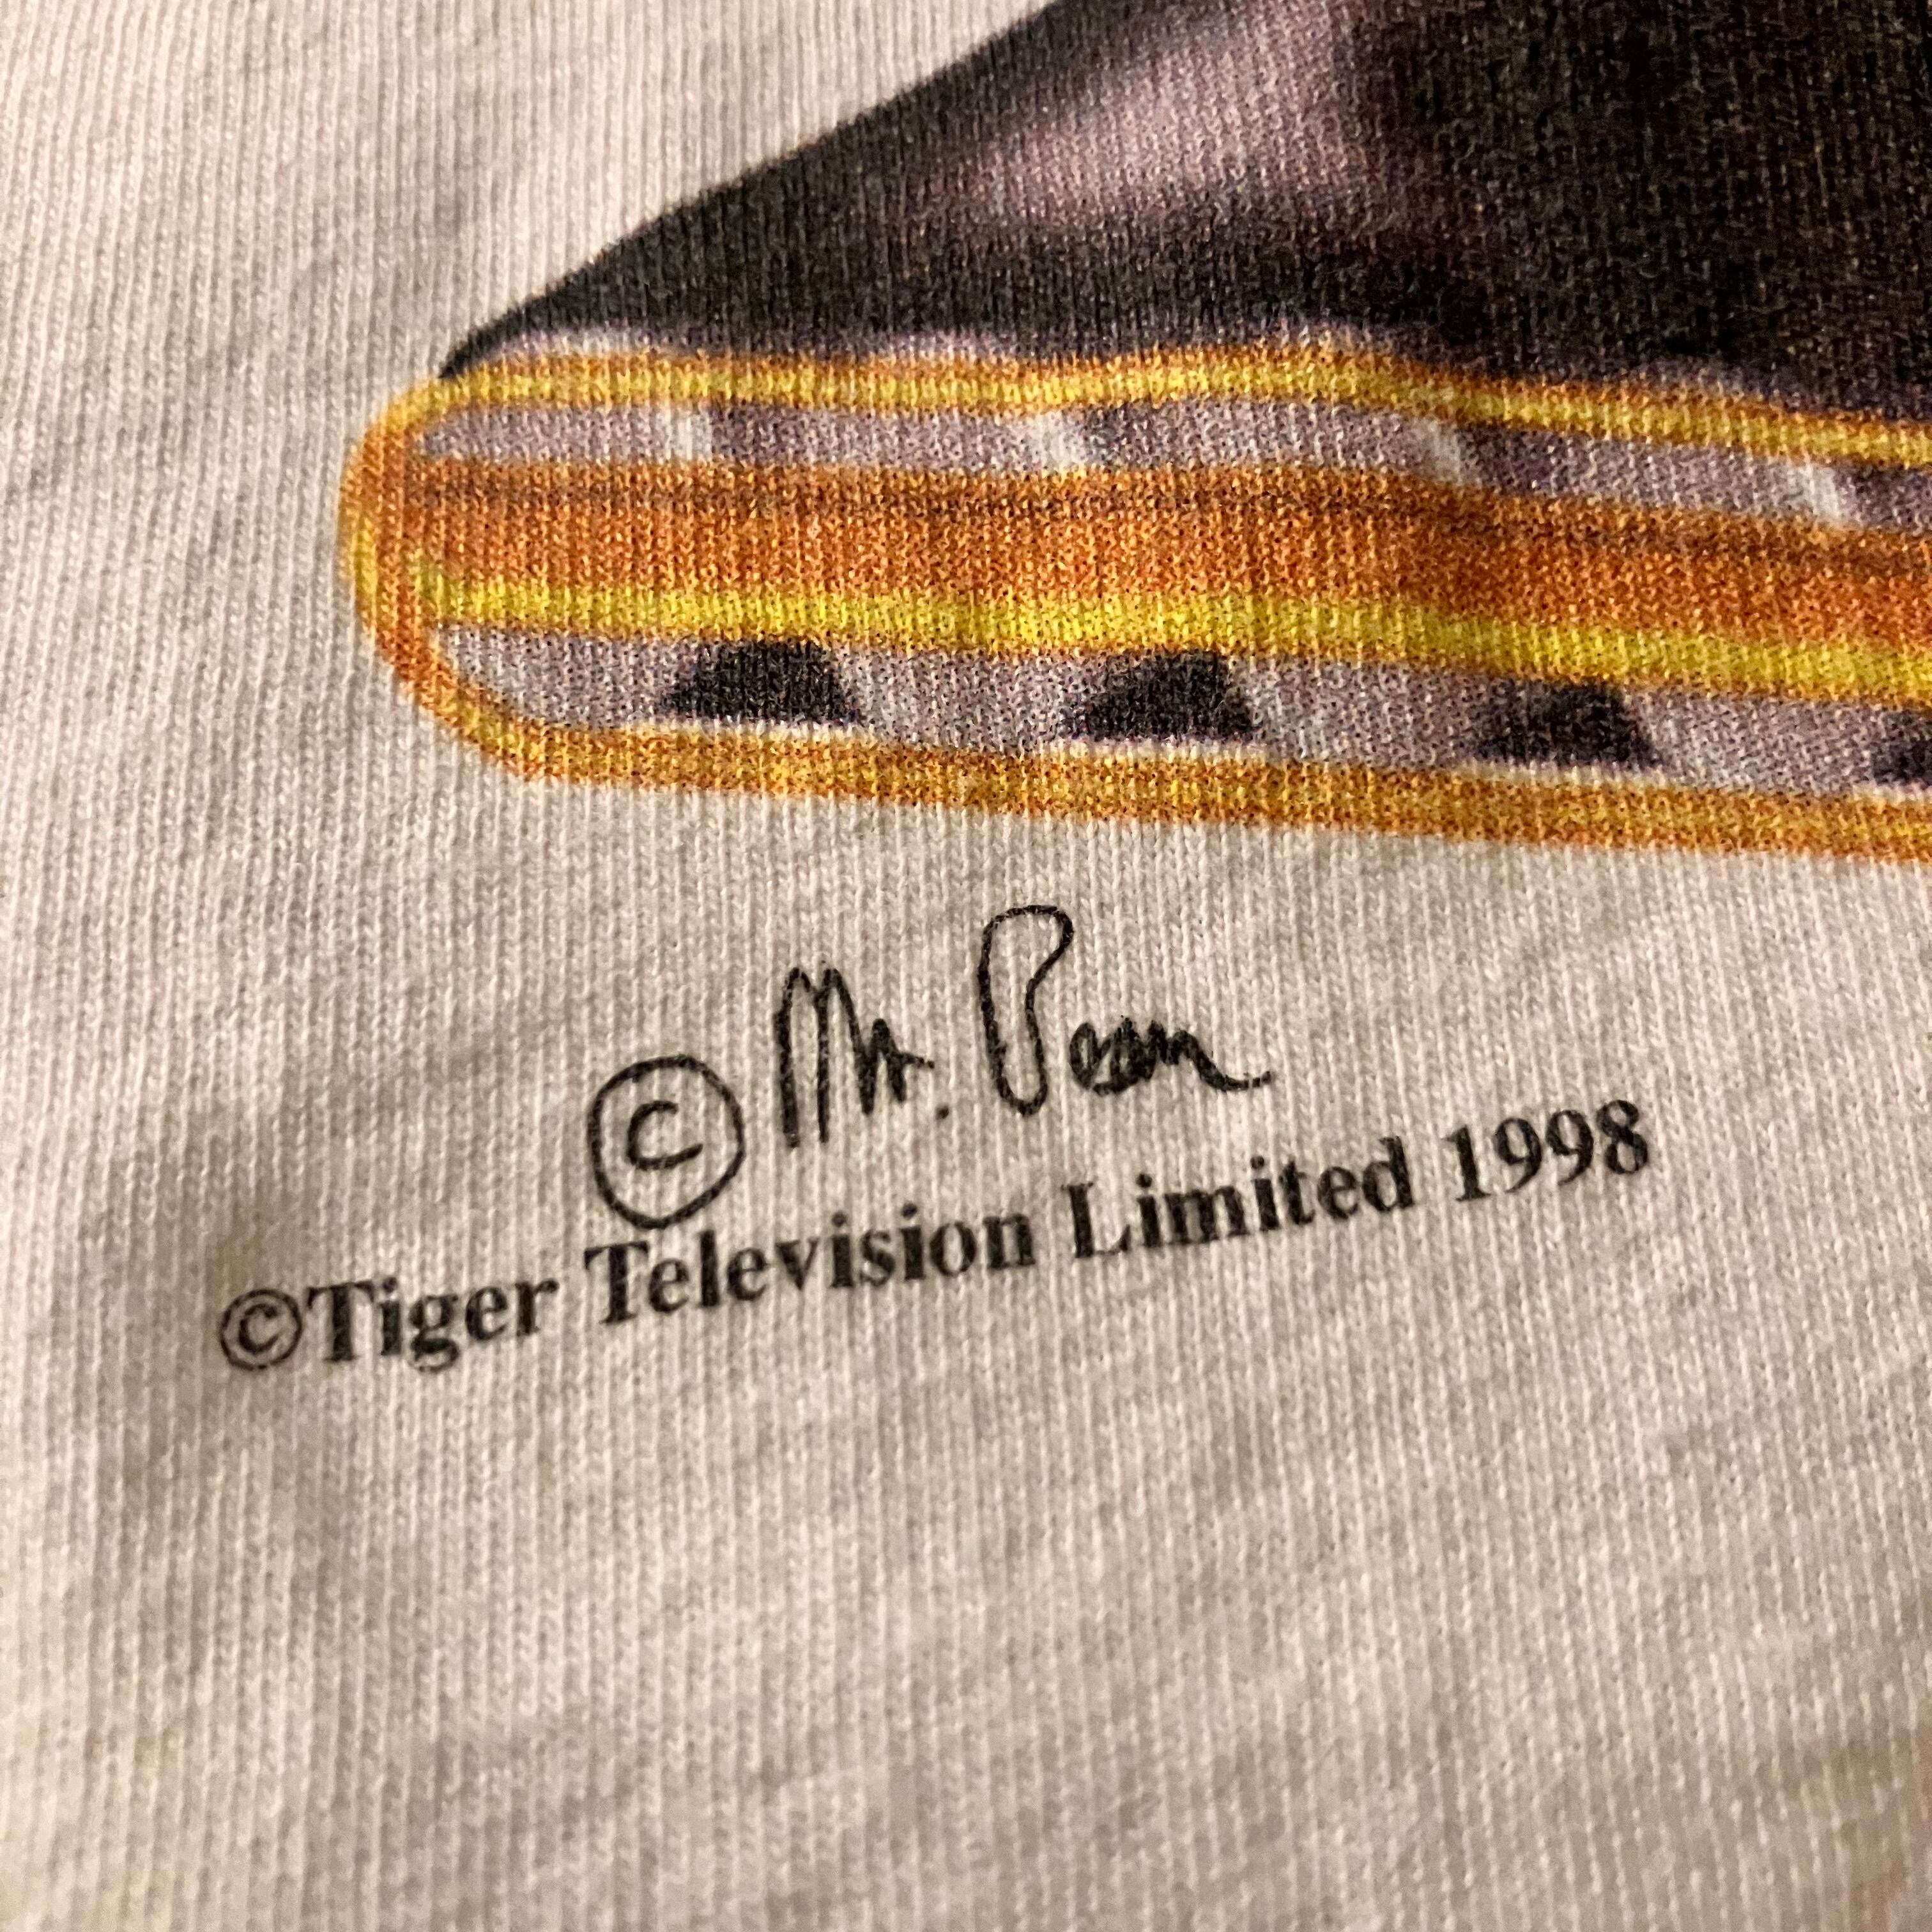 © Mr. Bean
©Tiger Television Limited 1998